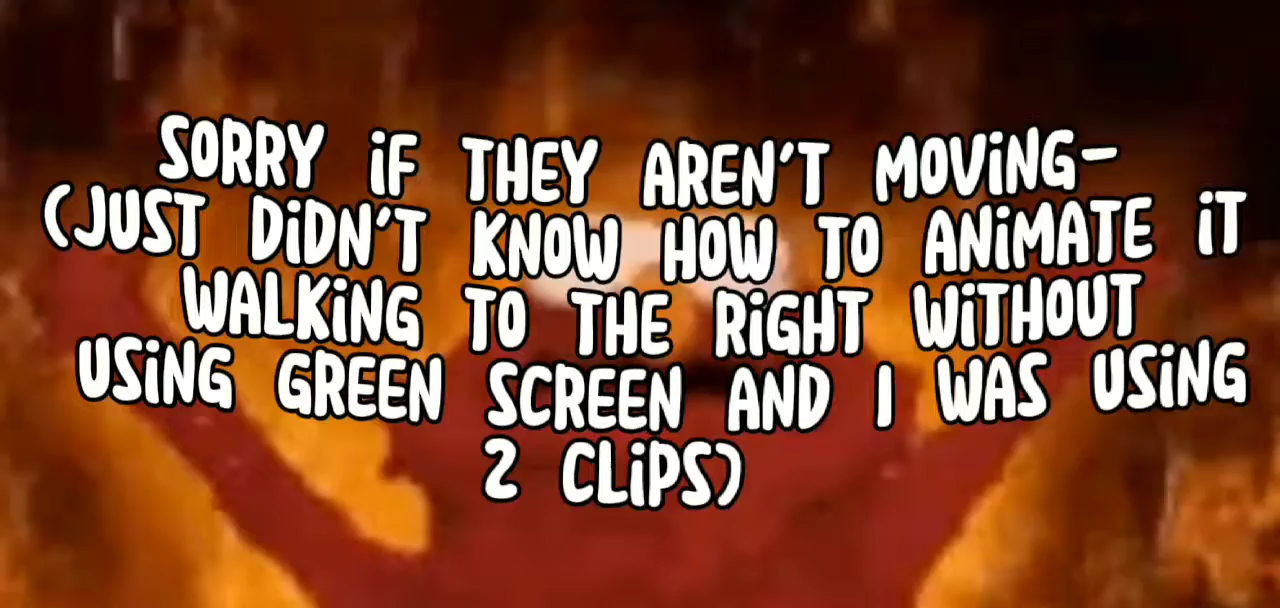 SORRY iF THEY AREN'T MOViNG-
(JUST DiDN'T KNOW HOW TO ANiMATE iT
WALKiNG TO THE RiGHT WiTHOUT
USiNG GREEN SCREEN AND I WAS USiNG
2 CLiPS)